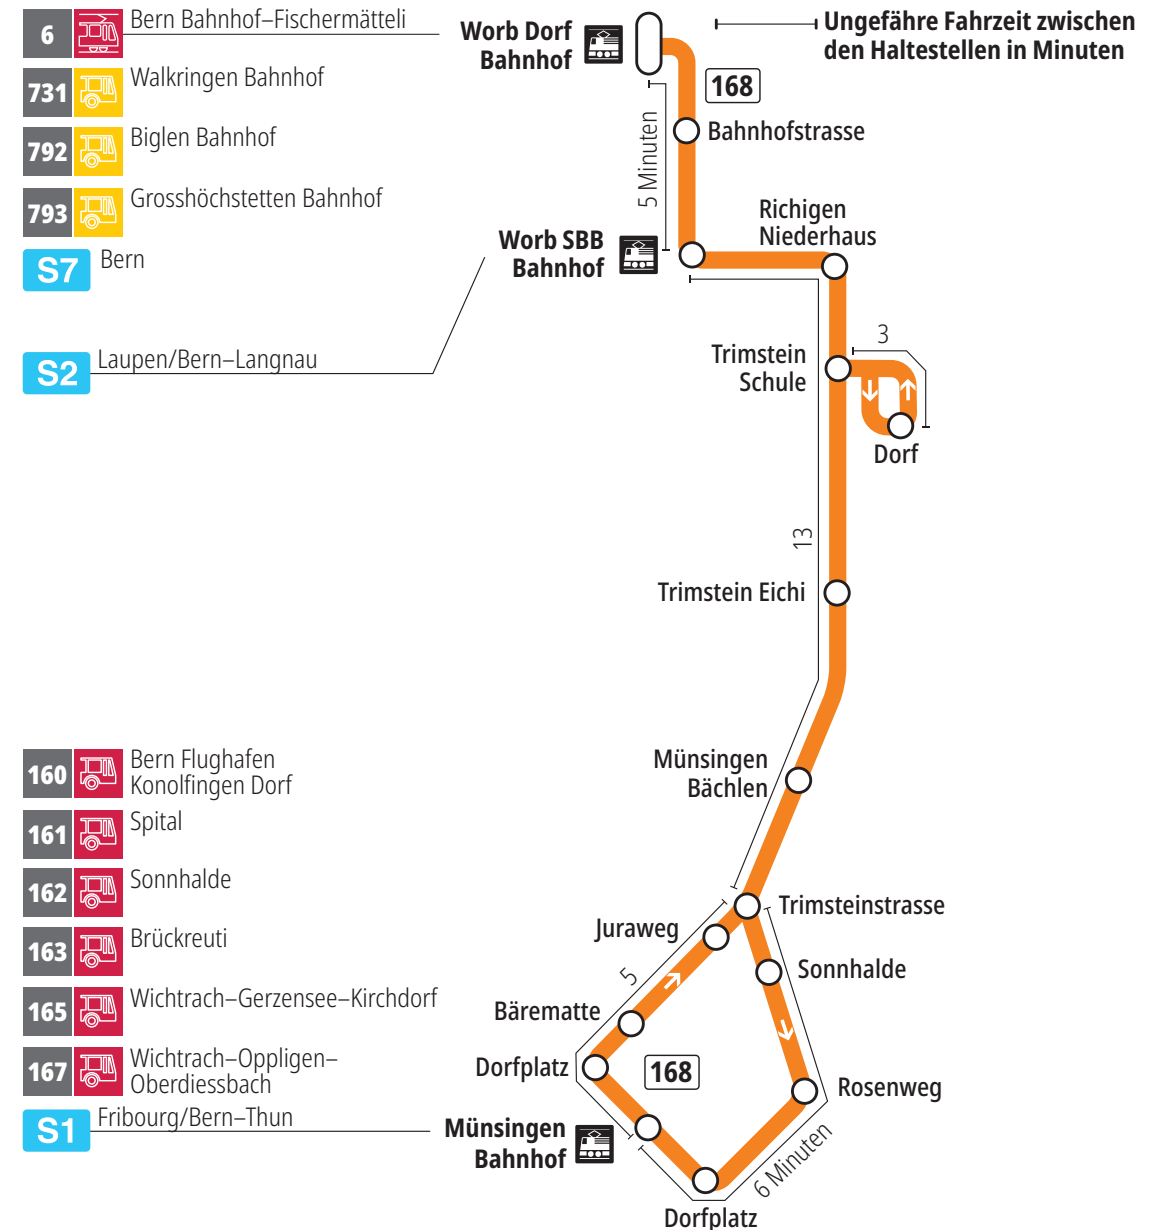 6 Bern Bahnhof–Fischermätteli
731 Walkringen Bahnhof
792 Biglen Bahnhof
793 Grosshöchstetten Bahnhof
S7 Bern
S2 Laupen/Bern–Langnau
Worb Dorf
Bahnhof
Ungefähre Fahrzeit zwischen
den Haltestellen in Minuten
168
5 Minuten
Bahnhofstrasse
Worb SBB
Bahnhof
Richigen
Niederhaus
Trimstein
Schule
3
Dorf
13
Trimstein Eichi
Münsingen
Bächlen
160 Bern Flughafen
Konolfingen Dorf
161 Spital
162 Sonnhalde
163 Brückreuti
165 Wichtrach–Gerzensee–Kirchdorf
167 Wichtrach–Oppligen–
Oberdiessbach
S1 Fribourg/Bern–Thun
Trimsteinstrasse
Juraweg
Sonnhalde
5
Bärematte
Dorfplatz
168
Rosenweg
Münsingen
Bahnhof
6 Minuten
Dorfplatz